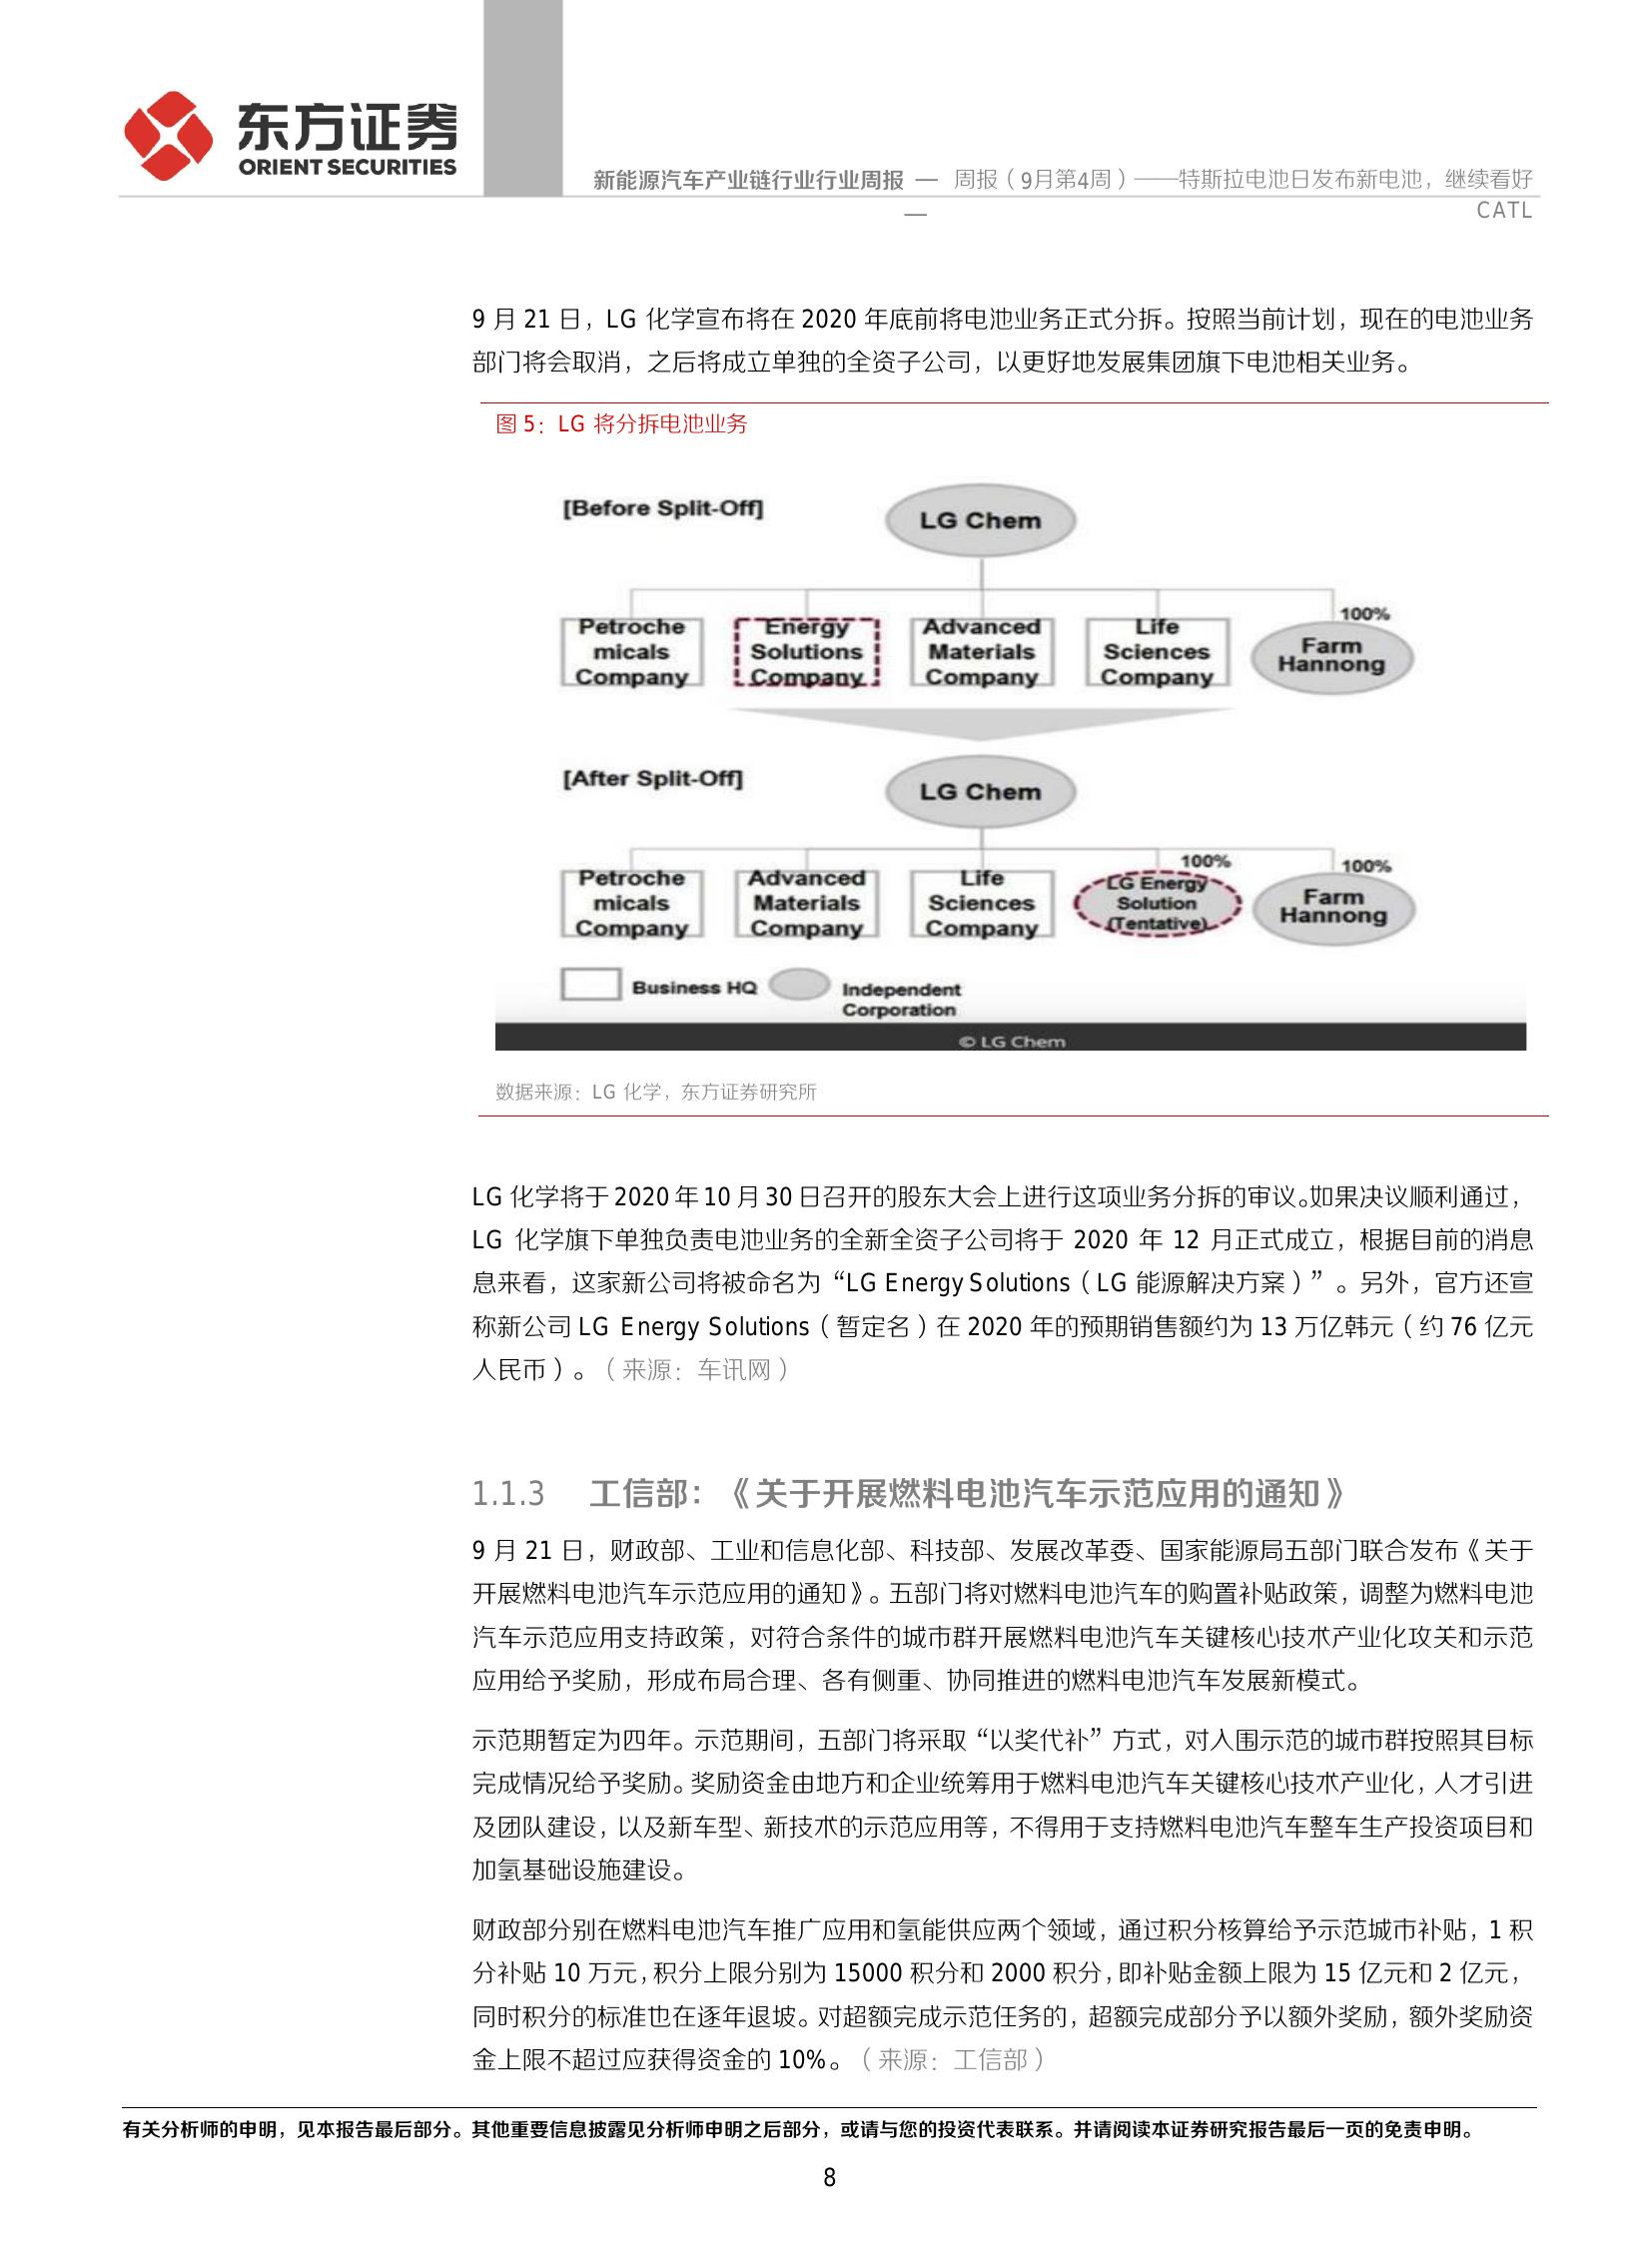 东方证券
ORIENT SECURITIES
新能源汽车产业链行业行业周报 — 周报（9月第4周）——特斯拉电池日发布新电池，继续看好
— CATL
9 月 21 日，LG 化学宣布将在 2020 年底前将电池业务正式分拆。按照当前计划，现在的电池业务
部门将会取消，之后将成立单独的全资子公司，以更好地发展集团旗下电池相关业务。
图 5：LG 将分拆电池业务
[Before Split-Off]
LG Chem
100%
Petroche
micals
Company
Energy
Solutions
Company
Advanced
Materials
Company
Life
Sciences
Company
Farm
Hannong
[After Split-Off]
LG Chem
100%
100%
Petroche
micals
Company
Advanced
Materials
Company
Life
Sciences
Company
LG Energy
Solution
(Tentative)
Farm
Hannong
Business HQ
Independent
Corporation
© LG Chem
数据来源：LG 化学，东方证券研究所
LG 化学将于 2020 年 10 月 30 日召开的股东大会上进行这项业务分拆的审议。如果决议顺利通过，
LG 化学旗下单独负责电池业务的全新全资子公司将于 2020 年 12 月正式成立，根据目前的消息
息来看，这家新公司将被命名为“LG Energy Solutions（LG 能源解决方案）”。另外，官方还宣
称新公司 LG Energy Solutions（暂定名）在 2020 年的预期销售额约为 13 万亿韩元（约 76 亿元
人民币）。（来源：车讯网）
1.1.3 工信部：《关于开展燃料电池汽车示范应用的通知》
9 月 21 日，财政部、工业和信息化部、科技部、发展改革委、国家能源局五部门联合发布《关于
开展燃料电池汽车示范应用的通知》。五部门将对燃料电池汽车的购置补贴政策，调整为燃料电池
汽车示范应用支持政策，对符合条件的城市群开展燃料电池汽车关键核心技术产业化攻关和示范
应用给予奖励，形成布局合理、各有侧重、协同推进的燃料电池汽车发展新模式。
示范期暂定为四年。示范期间，五部门将采取“以奖代补”方式，对入围示范的城市群按照其目标
完成情况给予奖励。奖励资金由地方和企业统筹用于燃料电池汽车关键核心技术产业化，人才引进
及团队建设，以及新车型、新技术的示范应用等，不得用于支持燃料电池汽车整车生产投资项目和
加氢基础设施建设。
财政部分别在燃料电池汽车推广应用和氢能供应两个领域，通过积分核算给予示范城市补贴，1 积
分补贴 10 万元，积分上限分别为 15000 积分和 2000 积分，即补贴金额上限为 15 亿元和 2 亿元，
同时积分的标准也在逐年退坡。对超额完成示范任务的，超额完成部分予以额外奖励，额外奖励资
金上限不超过应获得资金的 10%。（来源：工信部）
有关分析师的申明，见本报告最后部分。其他重要信息披露见分析师申明之后部分，或请与您的投资代表联系。并请阅读本证券研究报告最后一页的免责申明。
8